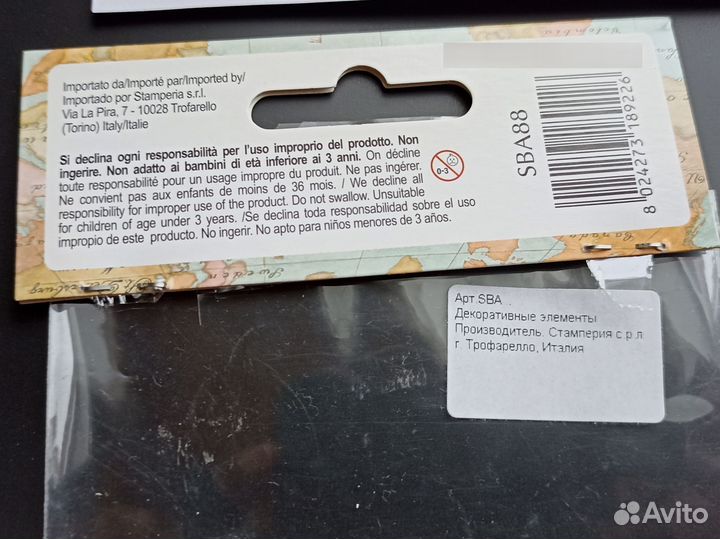 Importato da/Importé par/Imported by/
Importado por Stamperia s.r.l.
Via La Pira, 7 - 10028 Trofarello
(Torino) Italy/Italie
Si declina ogni responsabilità per l'uso improprio del prodotto. Non
ingerire. Non adatto ai bambini di età inferiore ai 3 anni. On décline
toute responsabilité pour un usage impropre du produit. Ne pas ingérer.
Ne convient pas aux enfants de moins de 36 mois. / We decline all
responsibility for improper use of the product. Do not swallow. Unsuitable
for children of age under 3 years. /Se declina toda responsabilidad sobre el uso
impropio de este producto. No ingerir. No apto para niños menores de 3 años.
0-3
SBA88
8 024273 189226
Sweden
Canada
Арт.SBA...
Декоративные элементы
Производитель. Стамперия с.р.л
г. Трофарелло, Италия
Avito